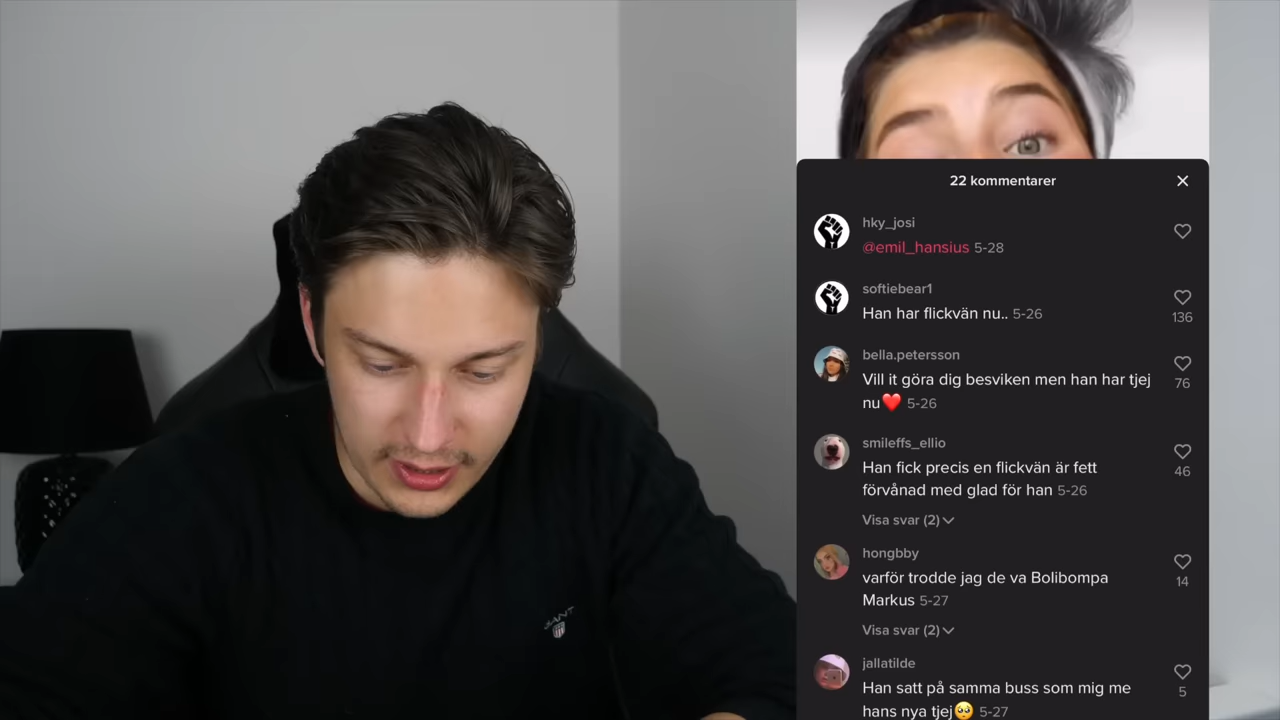 22 kommentarer
hky_josi
@emil_hansius 5-28
softiebear1
Han har flickvän nu.. 5-26
136
bella.petersson
Vill it göra dig besviken men han har tjej
nu❤️ 5-26
76
smileffs_ellio
Han fick precis en flickvän är fett
förvånad med glad för han 5-26
46
Visa svar (2)
hongbby
varför trodde jag de va Bolibompa
Markus 5-27
14
Visa svar (2)
jallatilde
Han satt på samma buss som mig me
hans nya tjej🥺 5-27
5
GANT